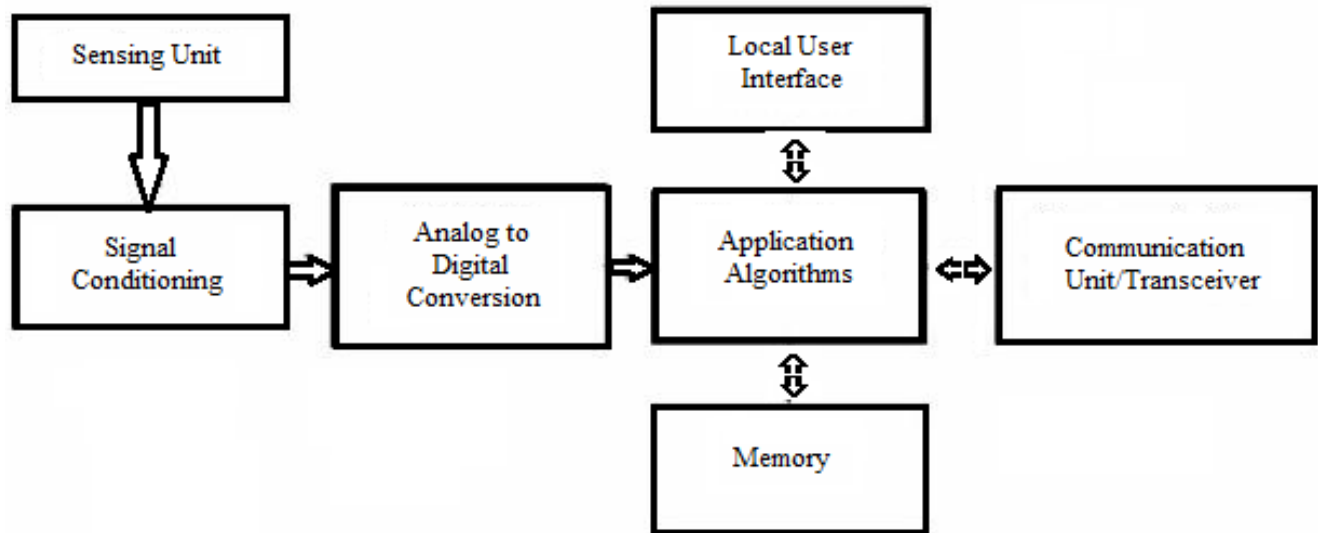 Sensing Unit
Local User
Interface
Signal
Conditioning
Analog to
Digital
Conversion
Application
Algorithms
Communication
Unit/Transceiver
Memory